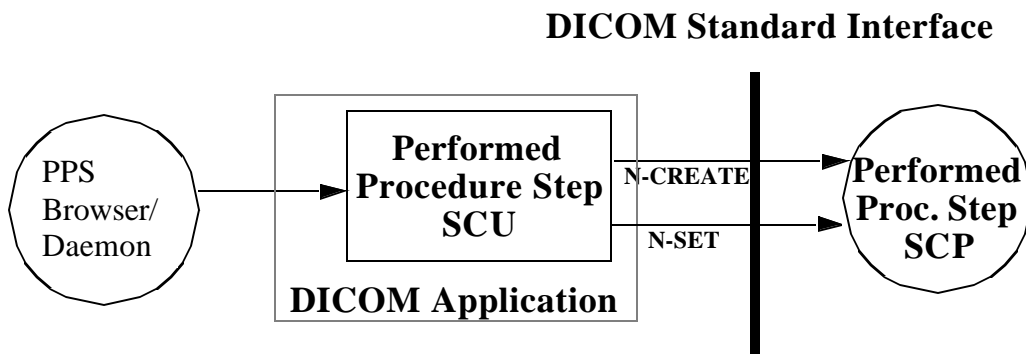 DICOM Standard Interface
PPS
Browser/
Daemon
Performed
Procedure Step
SCU
DICOM Application
N-CREATE
N-SET
Performed
Proc. Step
SCP